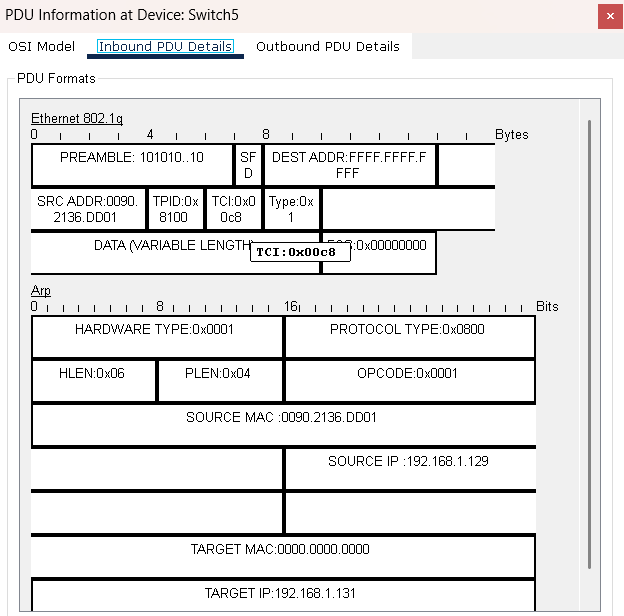 PDU Information at Device: Switch5
OSI Model Inbound PDU Details Outbound PDU Details
PDU Formats
Ethernet 802.1q
0 4 8 Bytes
PREAMBLE: 101010..10
SF
D
DEST ADDR:FFFF.FFFF.F
FFF
SRC ADDR:0090.
2136.DD01
TPID:0x
8100
TCI:0x0
0c8
Type:0x
1
DATA (VARIABLE LENGTH)
:0x00000000
TCI:0x00c8
Arp
0 8 16 Bits
HARDWARE TYPE:0x0001 PROTOCOL TYPE:0x0800
HLEN:0x06 PLEN:0x04 OPCODE:0x0001
SOURCE MAC :0090.2136.DD01
SOURCE IP :192.168.1.129
TARGET MAC:0000.0000.0000
TARGET IP:192.168.1.131